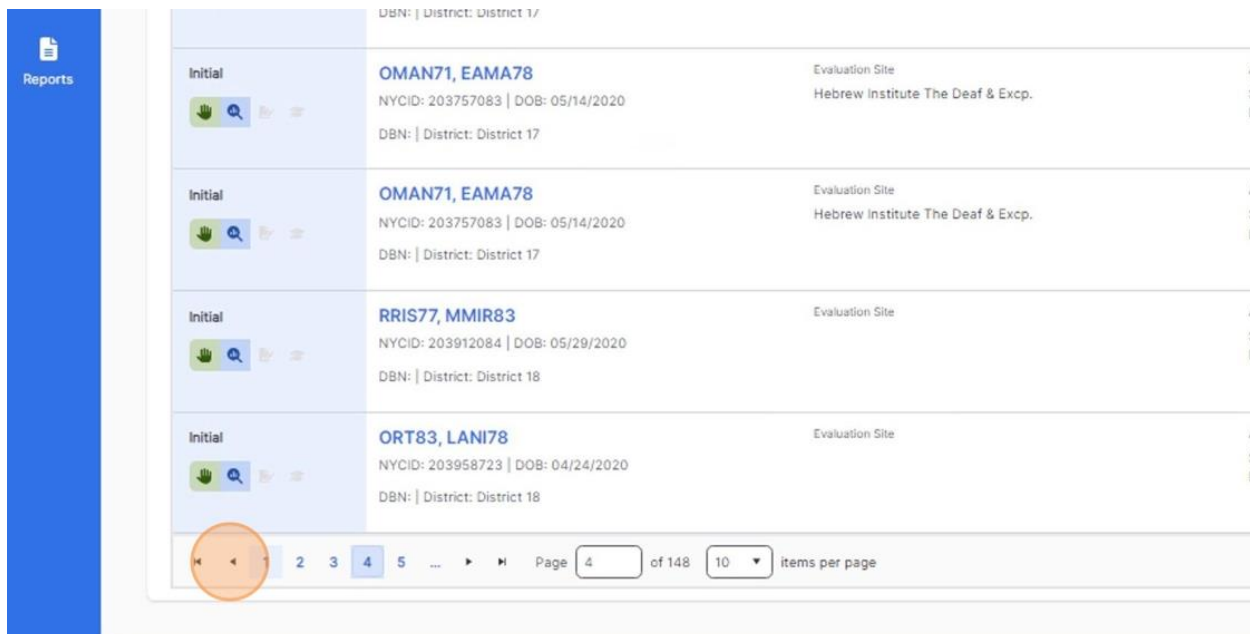 DBN: | District: District 17
Reports
Initial
OMAN71, EAMA78
NYCID: 203757083 | DOB: 05/14/2020
DBN: | District: District 17
Evaluation Site
Hebrew Institute The Deaf & Excp.
Initial
OMAN71, EAMA78
NYCID: 203757083 | DOB: 05/14/2020
DBN: | District: District 17
Evaluation Site
Hebrew Institute The Deaf & Excp.
Initial
RRIS77, MMIR83
NYCID: 203912084 | DOB: 05/29/2020
DBN: | District: District 18
Evaluation Site
Initial
ORT83, LANI78
NYCID: 203958723 | DOB: 04/24/2020
DBN: | District: District 18
Evaluation Site
1 2 3 4 5 ... Page 4 of 148 10 items per page